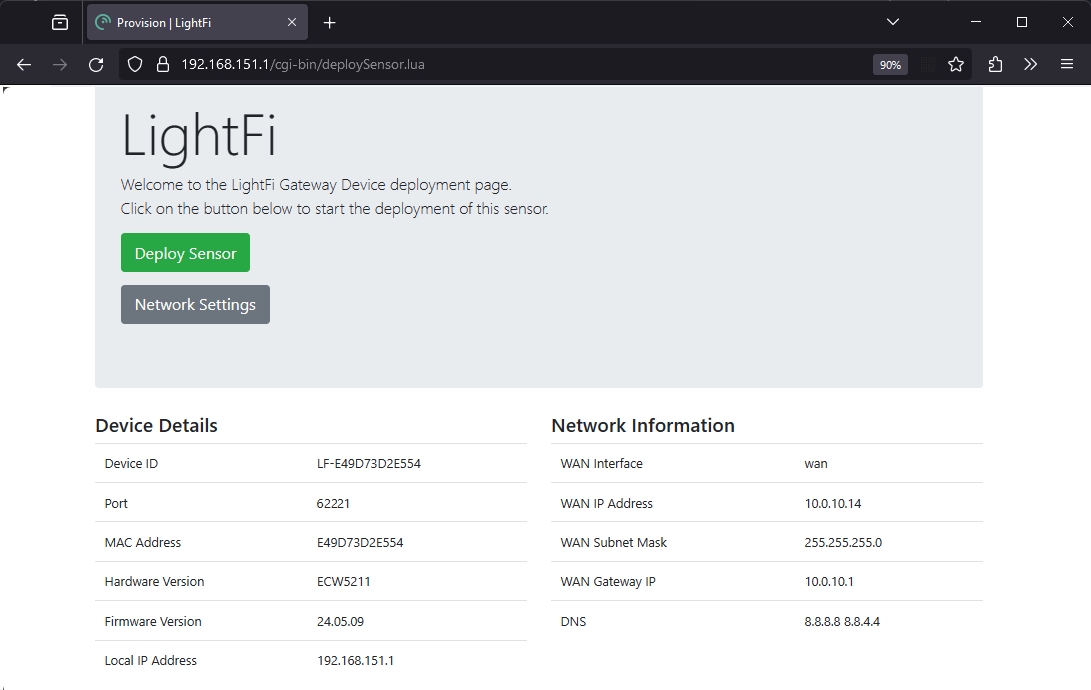 Provision | LightFi
192.168.151.1/cgi-bin/deploySensor.lua
90%
LightFi
Welcome to the LightFi Gateway Device deployment page.
Click on the button below to start the deployment of this sensor.
Deploy Sensor
Network Settings
Device Details
Device ID LF-E49D73D2E554
Port 62221
MAC Address E49D73D2E554
Hardware Version ECW5211
Firmware Version 24.05.09
Local IP Address 192.168.151.1
Network Information
WAN Interface wan
WAN IP Address 10.0.10.14
WAN Subnet Mask 255.255.255.0
WAN Gateway IP 10.0.10.1
DNS 8.8.8.8 8.8.4.4